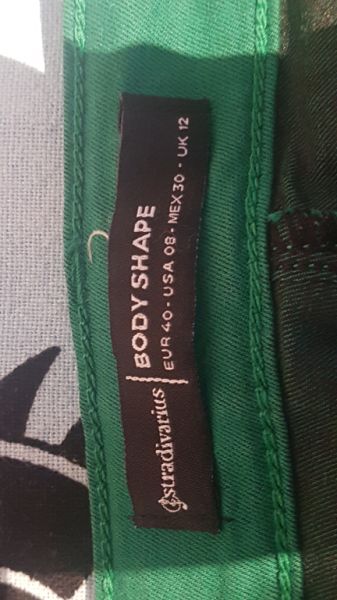 stradivarius
BODY SHAPE
EUR 40 - USA 08 - MEX 30 - UK 12